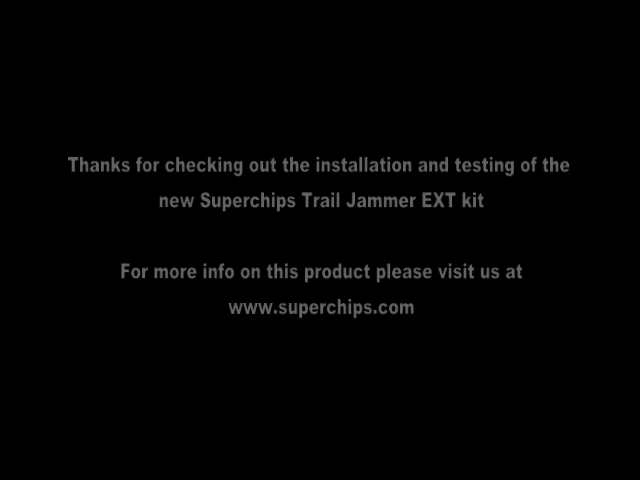 Thanks for checking out the installation and testing of the
new Superchips Trail Jammer EXT kit
For more info on this product please visit us at
www.superchips.com